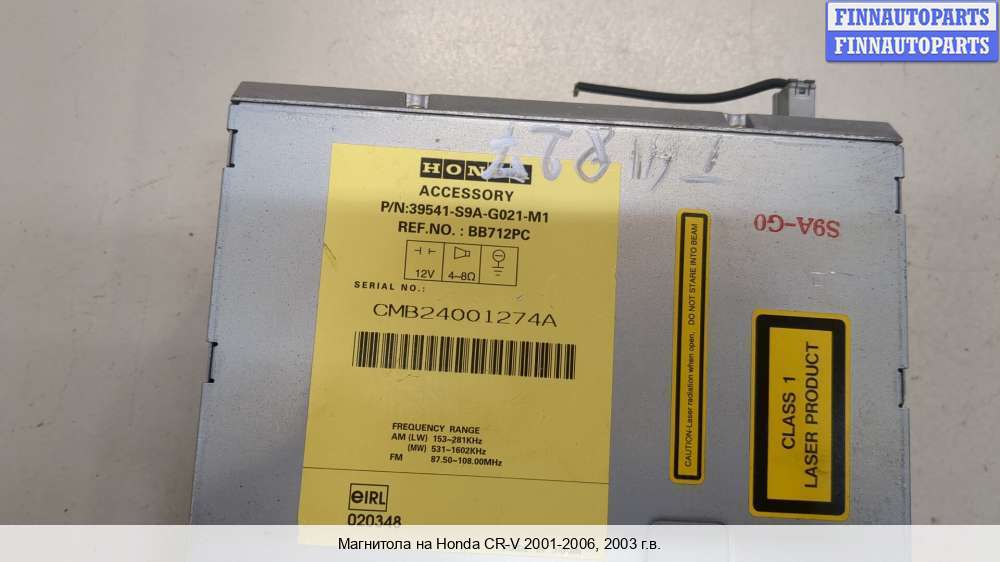 FINNAUTOPARTS
FINNAUTOPARTS
HONDA
ACCESSORY
P/N:39541-S9A-G021-M1
REF.NO. : BB712PC
12V 4~8Ω
SERIAL NO.:
CMB24001274A
FREQUENCY RANGE
AM (LW) 153~281KHz
(MW) 531~1602KHz
FM 87.50~108.00MHz
eIRL
020348
CAUTION-Laser radiation when open, DO NOT STARE INTO BEAM
CLASS 1
LASER PRODUCT
S9A-G0
Магнитола на Honda CR-V 2001-2006, 2003 г.в.